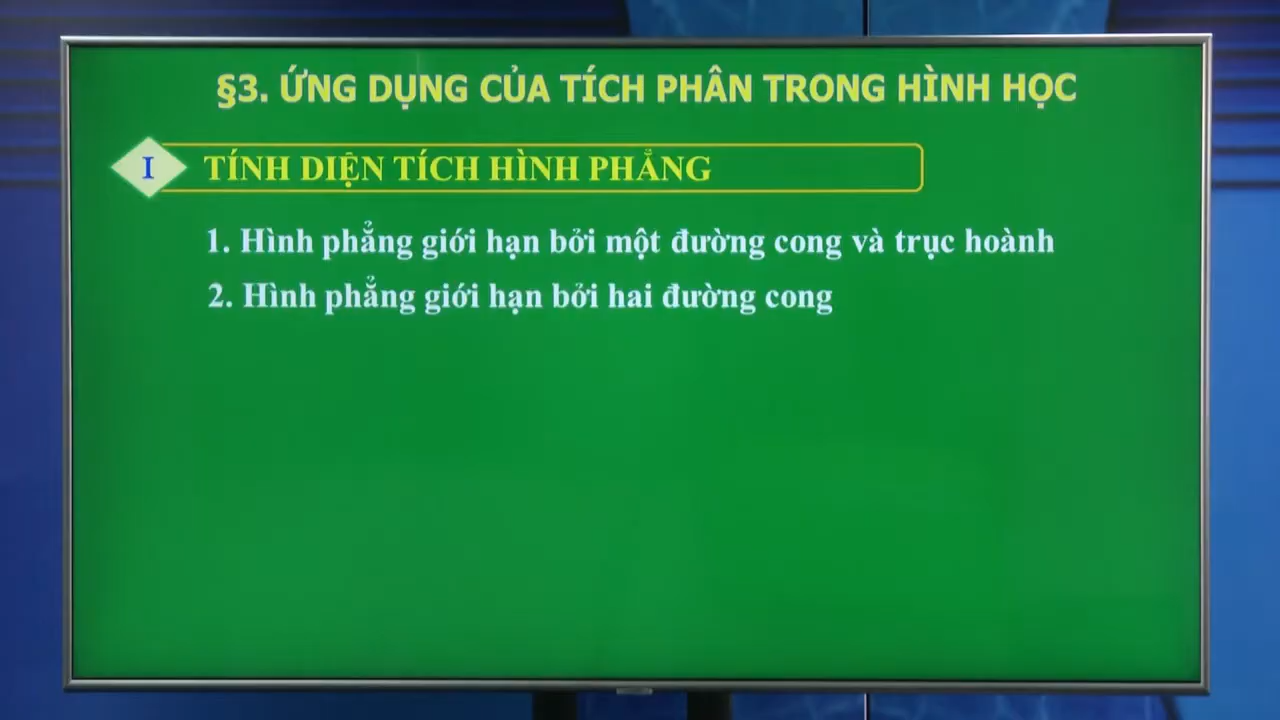 §3. ỨNG DỤNG CỦA TÍCH PHÂN TRONG HÌNH HỌC
I TÍNH DIỆN TÍCH HÌNH PHẲNG
1. Hình phẳng giới hạn bởi một đường cong và trục hoành
2. Hình phẳng giới hạn bởi hai đường cong